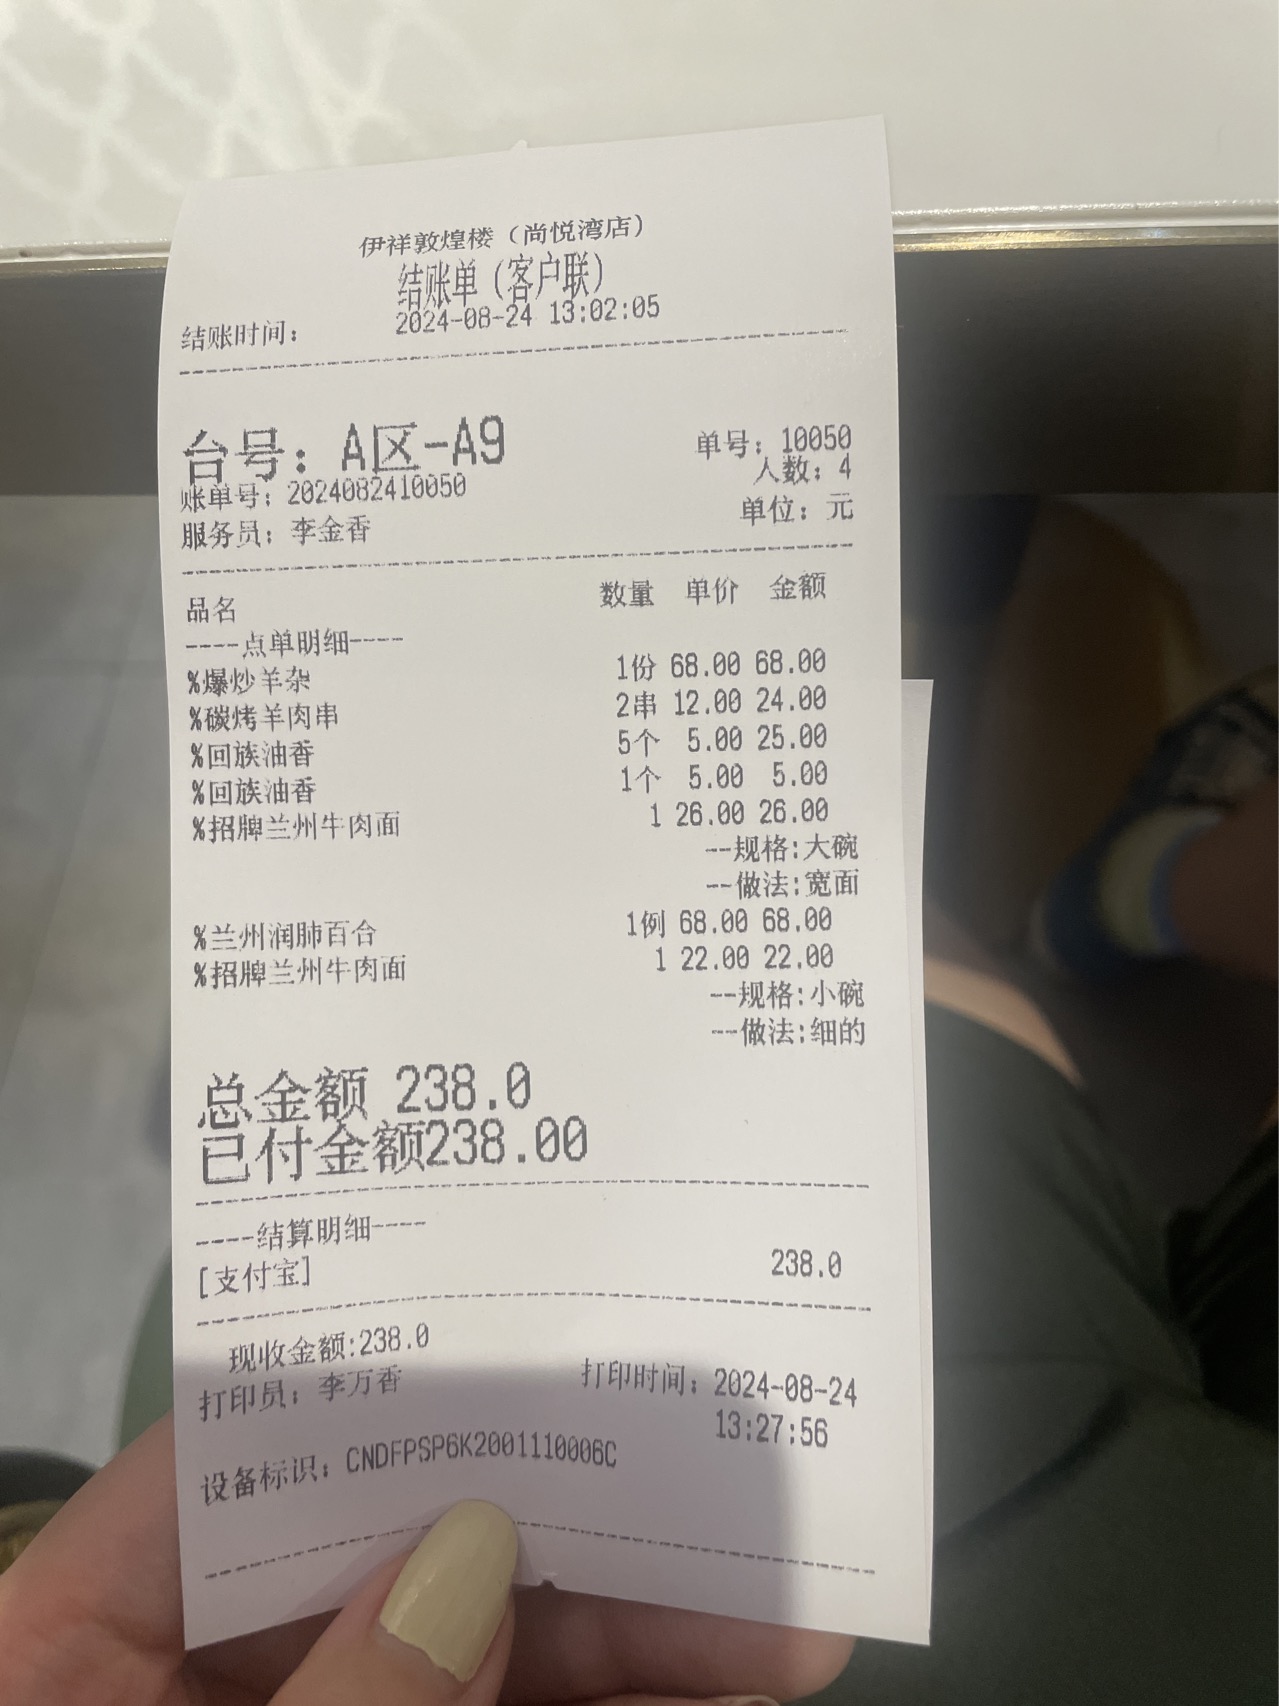 伊祥敦煌楼（尚悦湾店）
结账单（客户联）
结账时间： 2024-08-24 13:02:05
台号：A区-A9 单号：10050
人数：4
账单号：2024082410050
服务员：李金香 单位：元
品名 数量 单价 金额
----点单明细----
%爆炒羊杂 1份 68.00 68.00
%碳烤羊肉串 2串 12.00 24.00
%回族油香 5个 5.00 25.00
%回族油香 1个 5.00 5.00
%招牌兰州牛肉面 1 26.00 26.00
--规格:大碗
--做法:宽面
%兰州润肺百合 1例 68.00 68.00
%招牌兰州牛肉面 1 22.00 22.00
--规格:小碗
--做法:细的
总金额 238.0
已付金额238.00
----结算明细----
[支付宝] 238.0
现收金额:238.0
打印员：李万香 打印时间：2024-08-24
13:27:56
设备标识：CNDFPSP6K2001110006C